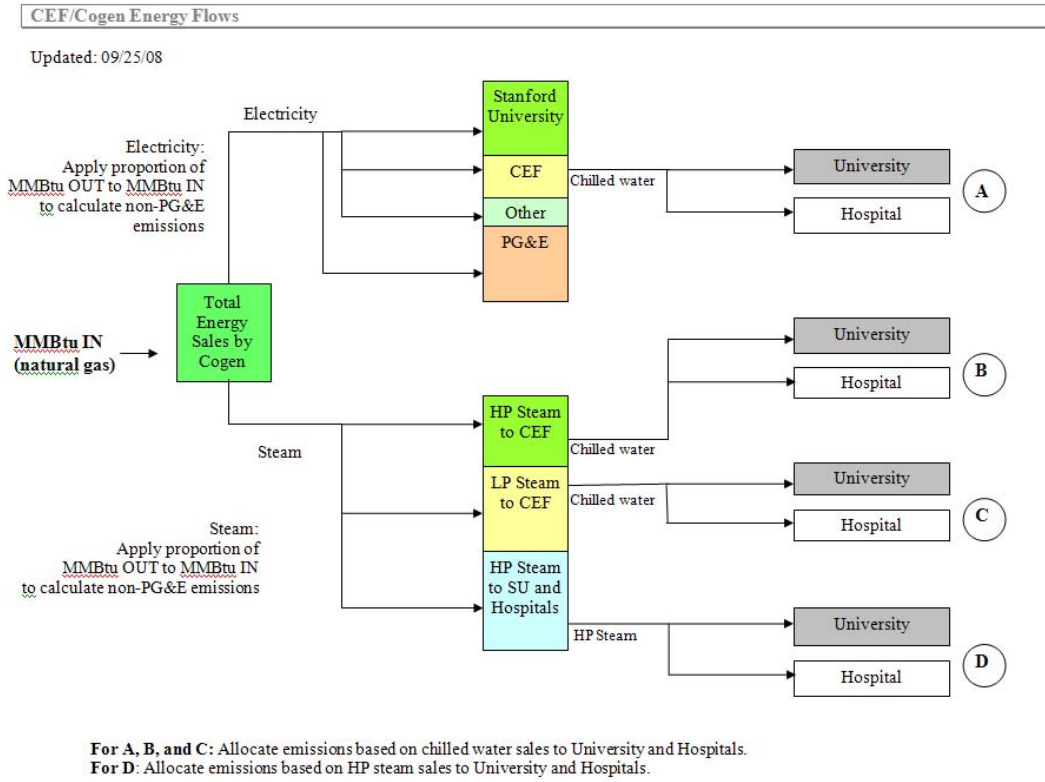 CEF/Cogen Energy Flows
Updated: 09/25/08
Electricity
Electricity:
Apply proportion of
MMBtu OUT to MMBtu IN
to calculate non-PG&E
emissions
Stanford
University
CEF
Other
PG&E
Chilled water
University
Hospital
A
MMBtu IN
(natural gas)
Total
Energy
Sales by
Cogen
Steam
Steam:
Apply proportion of
MMBtu OUT to MMBtu IN
to calculate non-PG&E emissions
HP Steam
to CEF
Chilled water
University
Hospital
B
LP Steam
to CEF
Chilled water
University
Hospital
C
HP Steam
to SU and
Hospitals
HP Steam
University
Hospital
D
For A, B, and C: Allocate emissions based on chilled water sales to University and Hospitals.
For D: Allocate emissions based on HP steam sales to University and Hospitals.